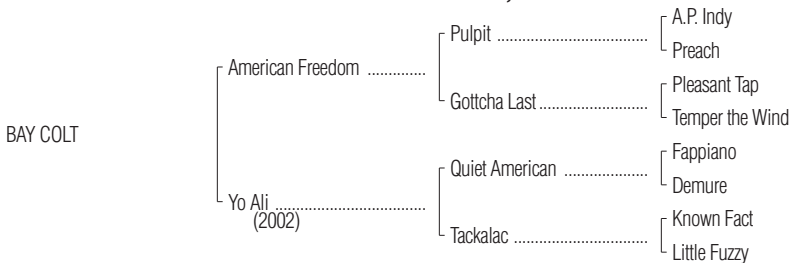 A.P. Indy
Pulpit ....................................
Preach
American Freedom ..............
Pleasant Tap
Gottcha Last..........................
Temper the Wind
BAY COLT
Fappiano
Quiet American ....................
Demure
Yo Ali ....................................
(2002)
Known Fact
Tackalac ................................
Little Fuzzy